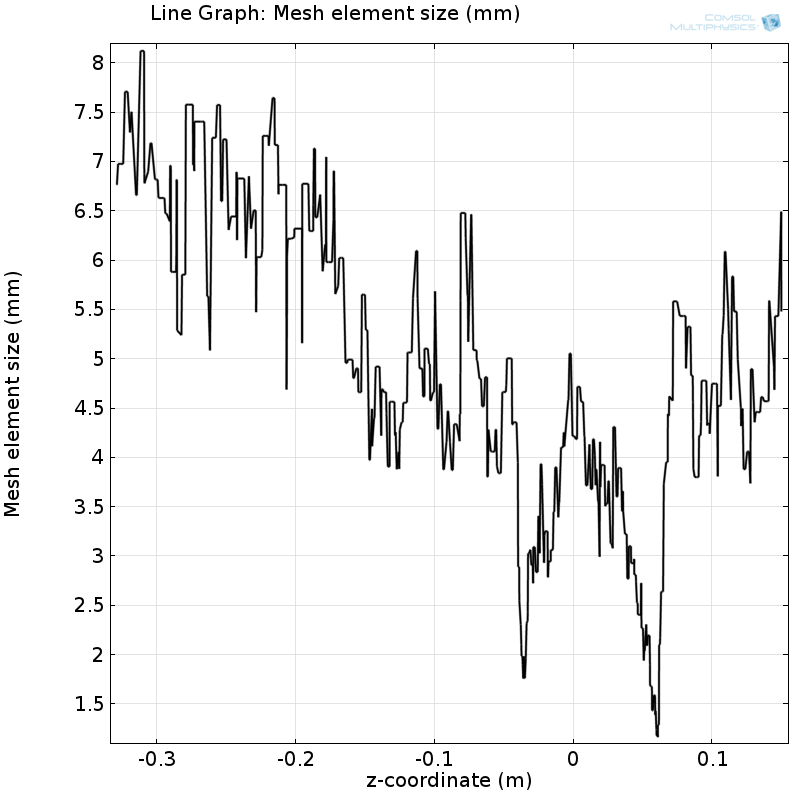 Line Graph: Mesh element size (mm)
COMSOL
MULTIPHYSICS
8
7.5
7
6.5
6
5.5
5
4.5
4
3.5
3
2.5
2
1.5
Mesh element size (mm)
-0.3 -0.2 -0.1 0 0.1
z-coordinate (m)